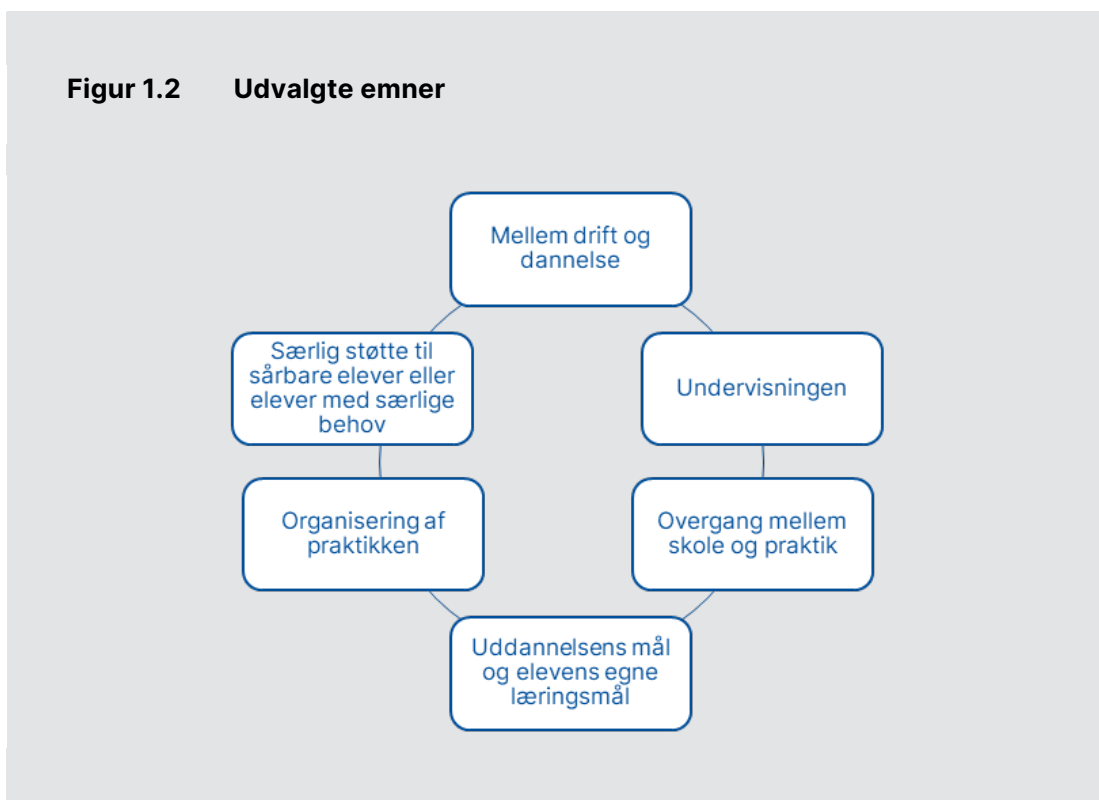 Figur 1.2 Udvalgte emner
Mellem drift og
dannelse
Særlig støtte til
sårbare elever eller
elever med særlige
behov
Undervisningen
Organisering af
praktikken
Overgang mellem
skole og praktik
Uddannelsens mål
og elevens egne
læringsmål